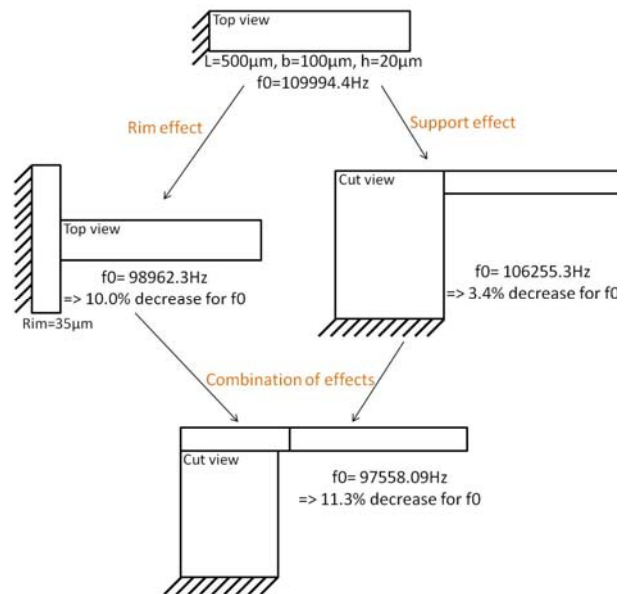 Top view
L=500µm, b=100µm, h=20µm
f0=109994.4Hz
Rim effect
Support effect
Cut view
Top view
f0= 98962.3Hz
=> 10.0% decrease for f0
Rim=35µm
f0= 106255.3Hz
=> 3.4% decrease for f0
Combination of effects
Cut view
f0= 97558.09Hz
=> 11.3% decrease for f0